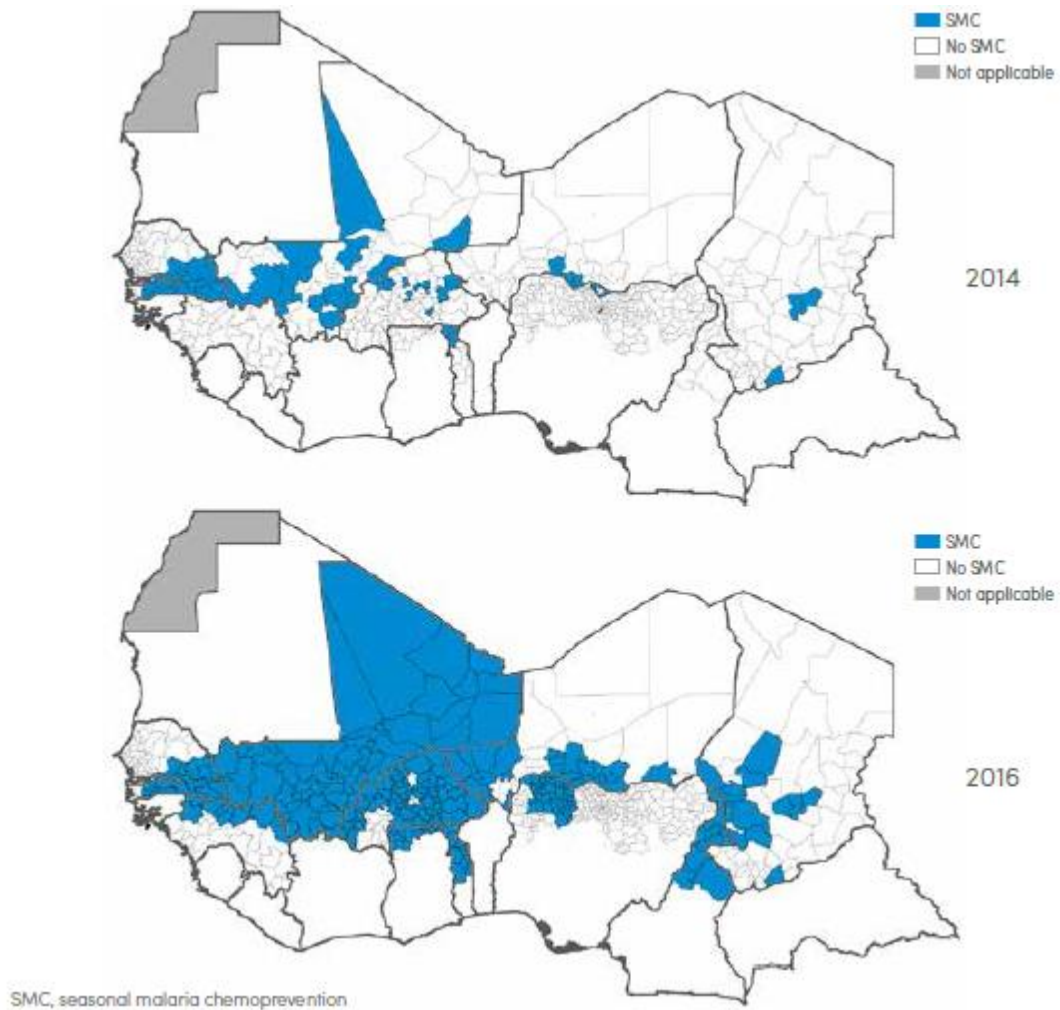 SMC
No SMC
Not applicable
2014
SMC
No SMC
Not applicable
2016
SMC, seasonal malaria chemoprevention